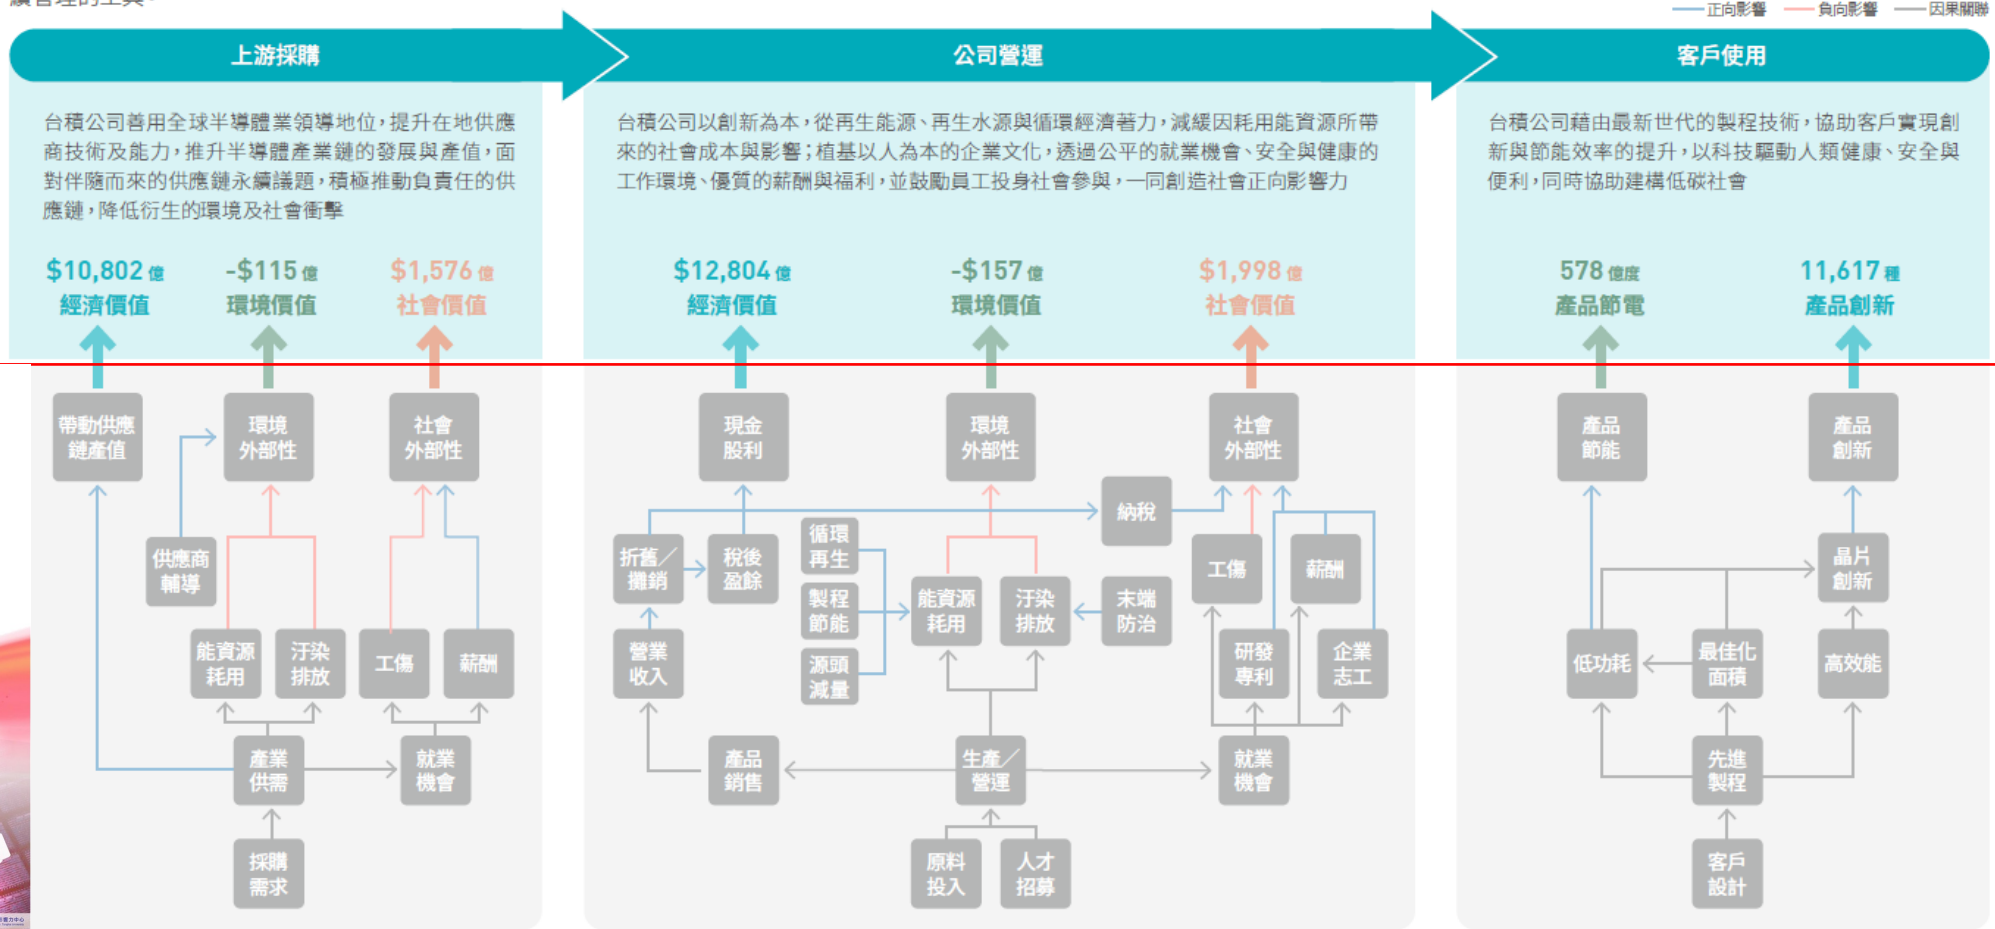 續管理的工具。
正向影響 負向影響 因果關聯
上游採購
公司營運
客戶使用
台積公司善用全球半導體業領導地位，提升在地供應
商技術及能力，推升半導體產業鏈的發展與產值，面
對伴隨而來的供應鏈永續議題，積極推動負責任的供
應鏈，降低衍生的環境及社會衝擊
$10,802 億
經濟價值
-$115 億
環境價值
$1,576 億
社會價值
台積公司以創新為本，從再生能源、再生水源與循環經濟著力，減緩因耗用能資源所帶
來的社會成本與影響；植基以人為本的企業文化，透過公平的就業機會、安全與健康的
工作環境、優質的薪酬與福利，並鼓勵員工投身社會參與，一同創造社會正向影響力
$12,804 億
經濟價值
-$157 億
環境價值
$1,998 億
社會價值
台積公司藉由最新世代的製程技術，協助客戶實現創
新與節能效率的提升，以科技驅動人類健康、安全與
便利，同時協助建構低碳社會
578 億度
產品節電
11,617 種
產品創新
帶動供應
鏈產值
環境
外部性
社會
外部性
供應商
輔導
能資源
耗用
汙染
排放
工傷
薪酬
產業
供需
就業
機會
採購
需求
現金
股利
環境
外部性
社會
外部性
納稅
折舊／
攤銷
稅後
盈餘
循環
再生
製程
節能
源頭
減量
能資源
耗用
汙染
排放
末端
防治
工傷
薪酬
營業
收入
研發
專利
企業
志工
產品
銷售
生產／
營運
就業
機會
原料
投入
人才
招募
產品
節能
產品
創新
晶片
創新
低功耗
最佳化
面積
高效能
先進
製程
客戶
設計